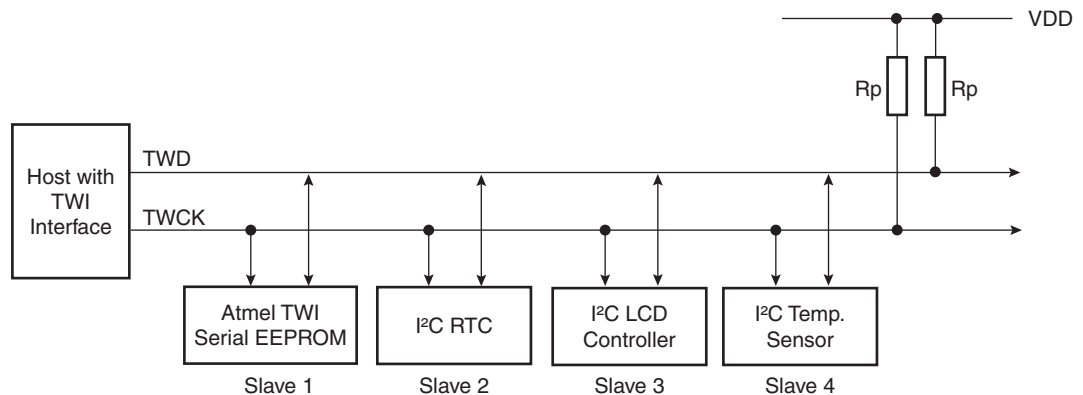 VDD
Rp
Rp
Host with
TWI
Interface
TWD
TWCK
Atmel TWI
Serial EEPROM
I²C RTC
I²C LCD
Controller
I²C Temp.
Sensor
Slave 1
Slave 2
Slave 3
Slave 4